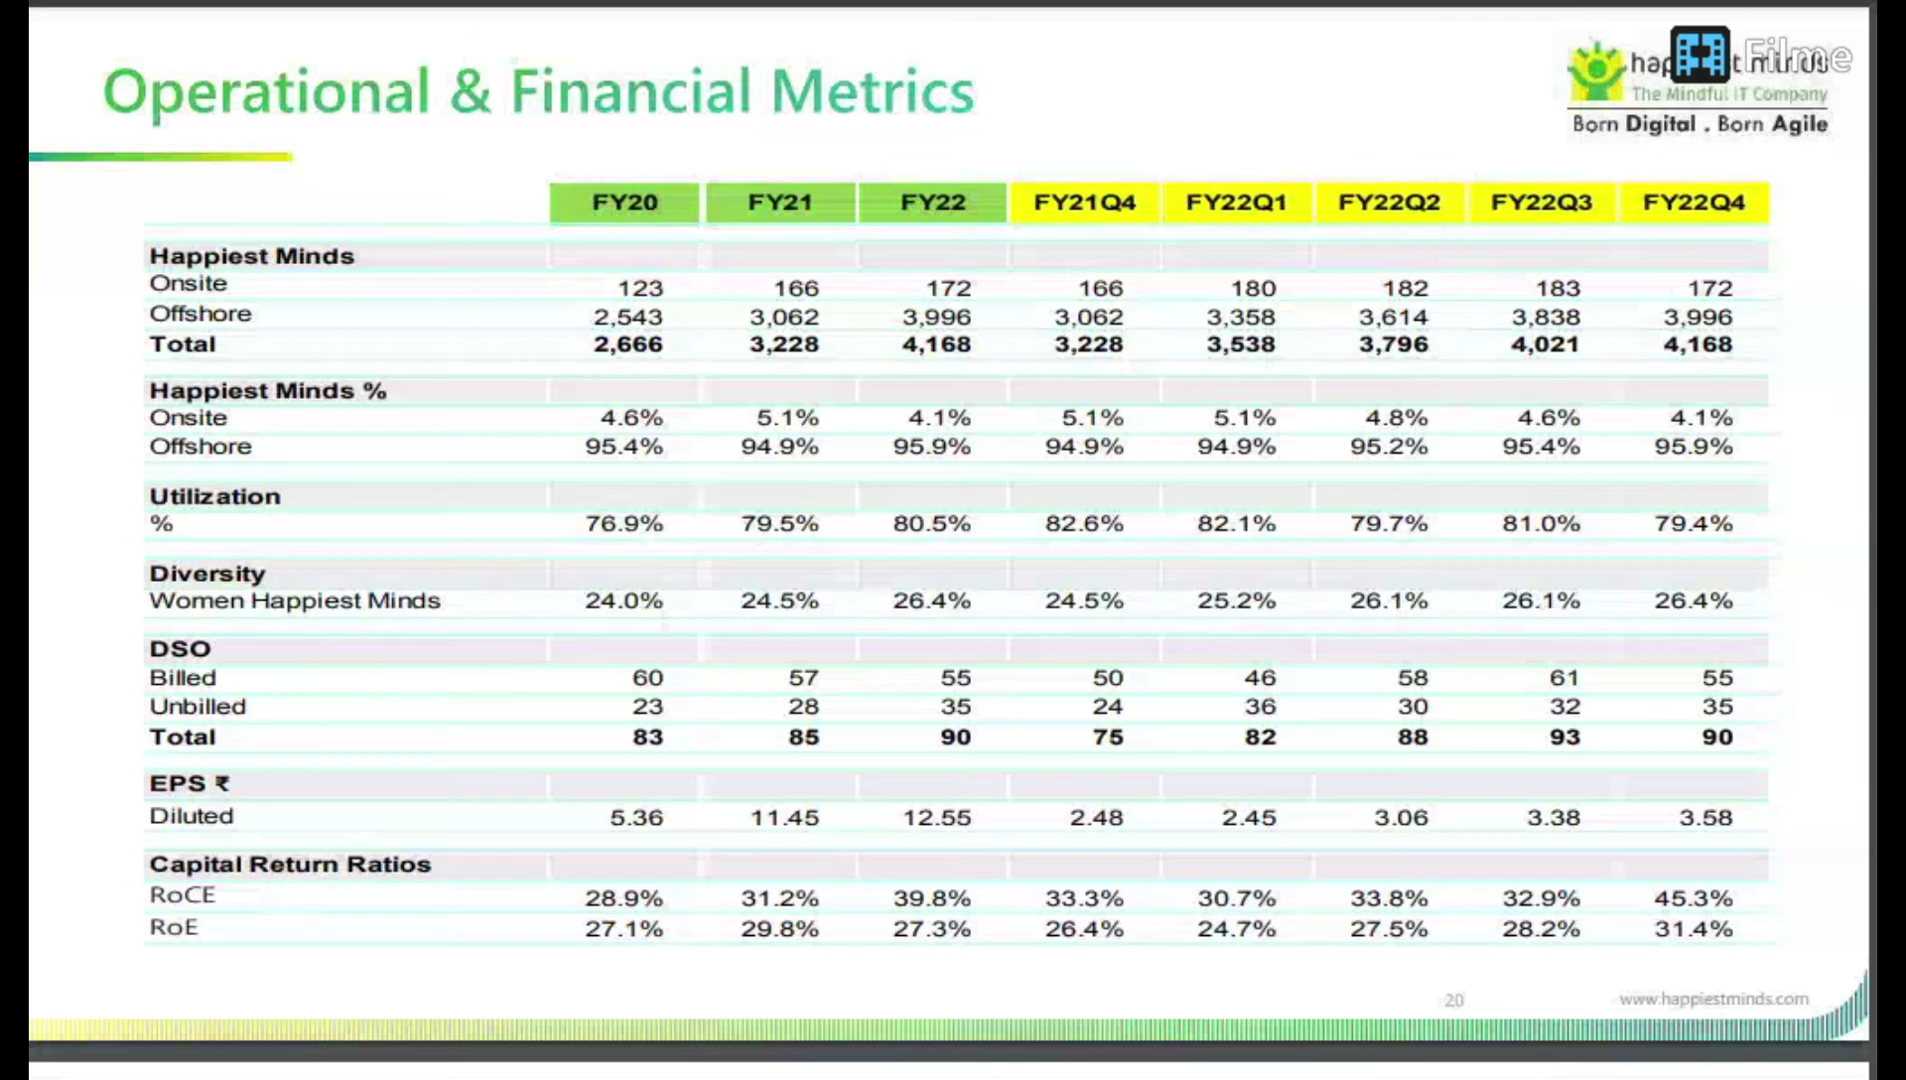 Operational & Financial Metrics
Filme
The Mindful IT Company
Born Digital . Born Agile
FY20 FY21 FY22 FY21Q4 FY22Q1 FY22Q2 FY22Q3 FY22Q4
Happiest Minds
Onsite 123 166 172 166 180 182 183 172
Offshore 2,543 3,062 3,996 3,062 3,358 3,614 3,838 3,996
Total 2,666 3,228 4,168 3,228 3,538 3,796 4,021 4,168
Happiest Minds %
Onsite 4.6% 5.1% 4.1% 5.1% 5.1% 4.8% 4.6% 4.1%
Offshore 95.4% 94.9% 95.9% 94.9% 94.9% 95.2% 95.4% 95.9%
Utilization
% 76.9% 79.5% 80.5% 82.6% 82.1% 79.7% 81.0% 79.4%
Diversity
Women Happiest Minds 24.0% 24.5% 26.4% 24.5% 25.2% 26.1% 26.1% 26.4%
DSO
Billed 60 57 55 50 46 58 61 55
Unbilled 23 28 35 24 36 30 32 35
Total 83 85 90 75 82 88 93 90
EPS ₹
Diluted 5.36 11.45 12.55 2.48 2.45 3.06 3.38 3.58
Capital Return Ratios
RoCE 28.9% 31.2% 39.8% 33.3% 30.7% 33.8% 32.9% 45.3%
RoE 27.1% 29.8% 27.3% 26.4% 24.7% 27.5% 28.2% 31.4%
20 www.happiestminds.com